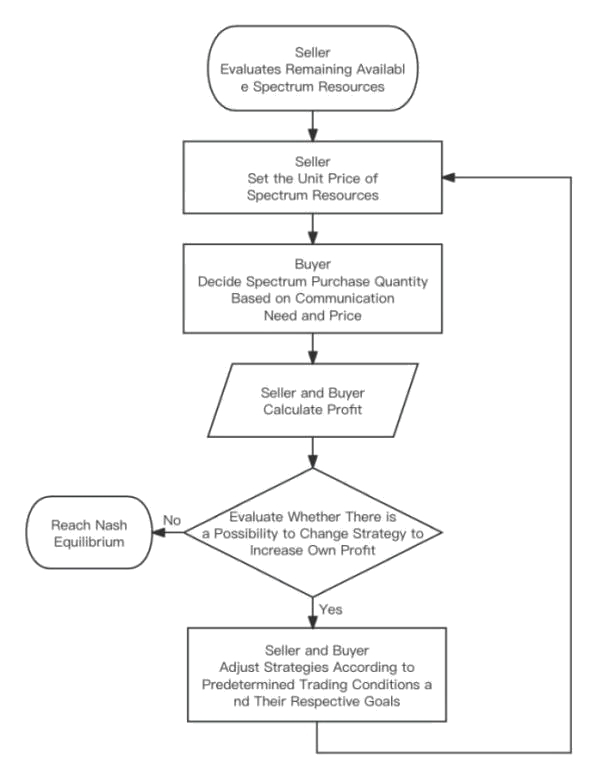 Seller
Evaluates Remaining Availabl
e Spectrum Resources
Seller
Set the Unit Price of
Spectrum Resources
Buyer
Decide Spectrum Purchase Quantity
Based on Communication
Need and Price
Seller and Buyer
Calculate Profit
Evaluate Whether There is
a Possibility to Change Strategy to
Increase Own Profit
No
Reach Nash
Equilibrium
Yes
Seller and Buyer
Adjust Strategies According to
Predetermined Trading Conditions a
nd Their Respective Goals